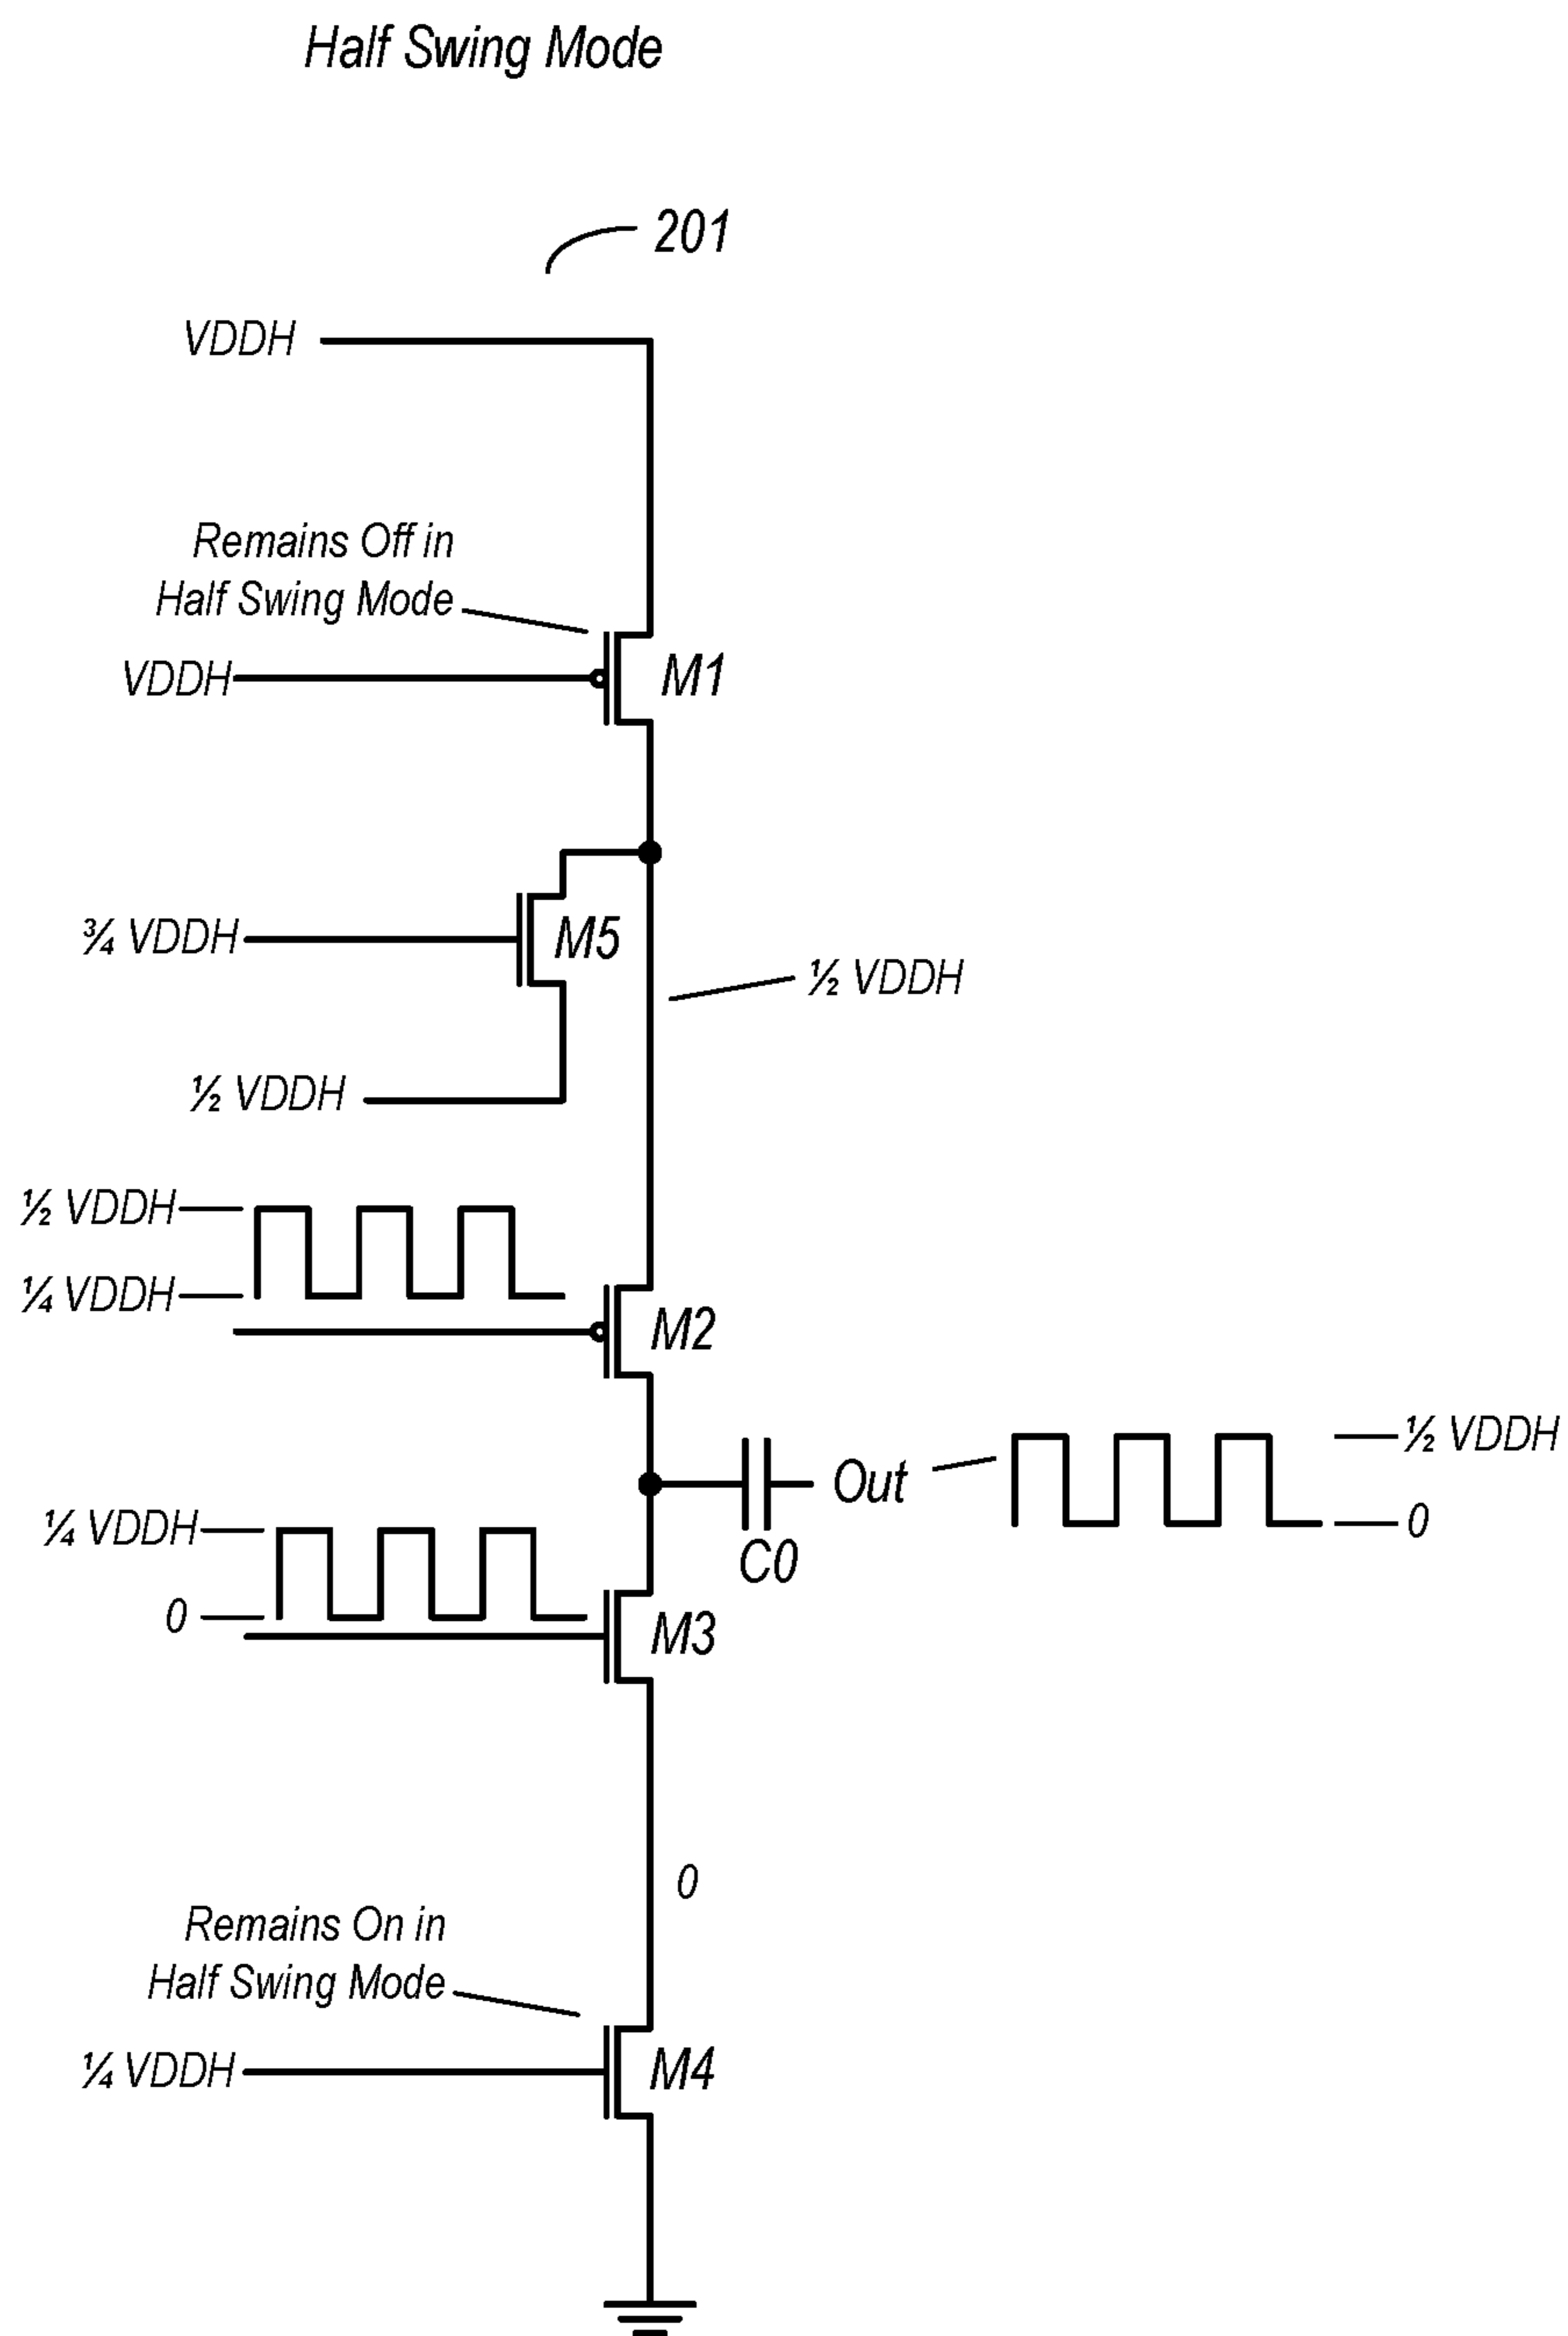 Half Swing Mode
201
VDDH
Remains Off in
Half Swing Mode
VDDH
M1
¾ VDDH
M5
½ VDDH
½ VDDH
½ VDDH
¼ VDDH
M2
½ VDDH
Out
0
C0
¼ VDDH
0
M3
0
Remains On in
Half Swing Mode
¼ VDDH
M4